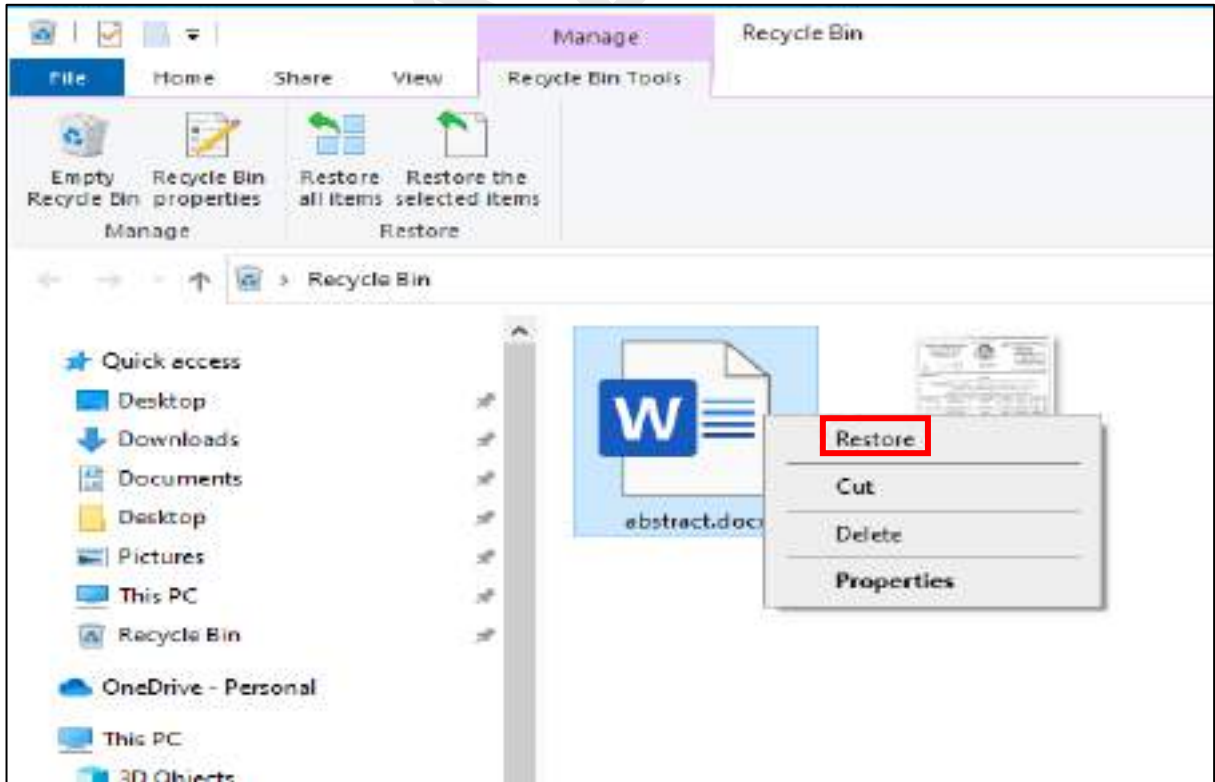 Manage
Recycle Bin
File
Home
Share
View
Recycle Bin Tools
Empty
Recycle Bin
Recycle Bin
properties
Restore
all items
Restore the
selected items
Manage
Restore
Recycle Bin
Quick access
Desktop
Downloads
Documents
Desktop
Pictures
This PC
Recycle Bin
OneDrive - Personal
This PC
3D Objects
W
abstract.doc
Restore
Cut
Delete
Properties